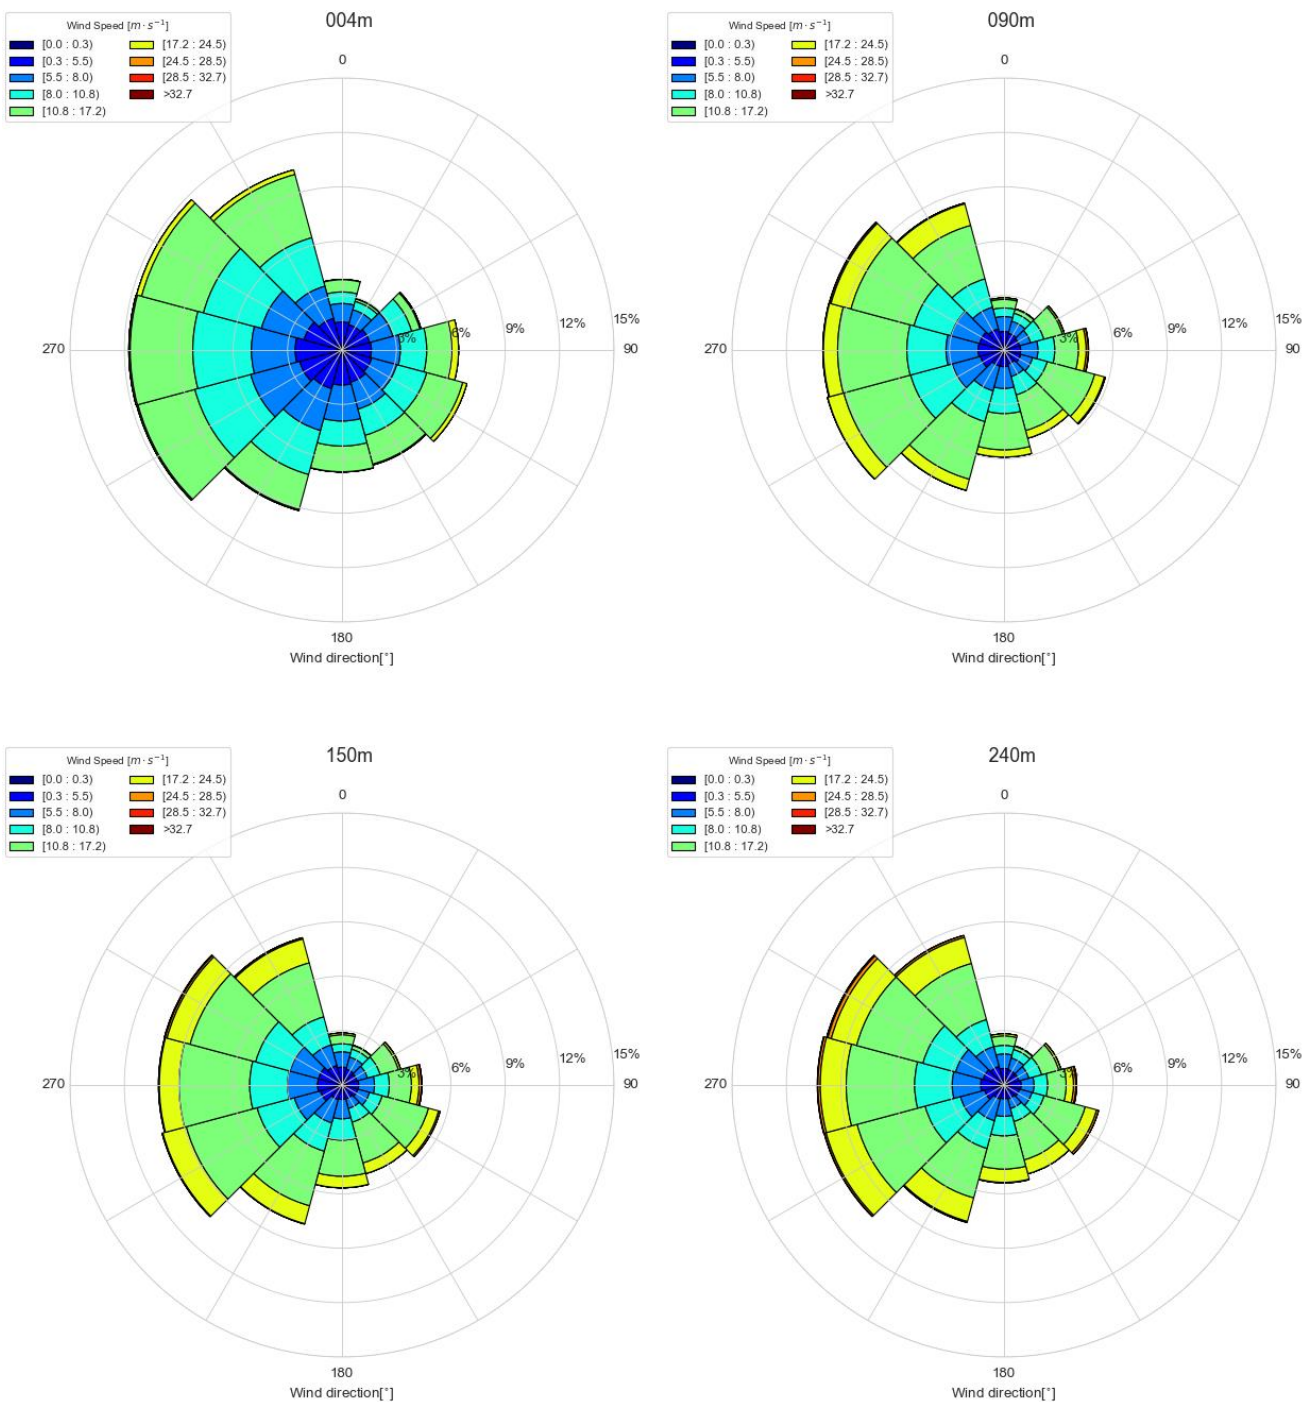 004m
Wind Speed [m · s⁻¹]
[0.0 : 0.3)
[0.3 : 5.5)
[5.5 : 8.0)
[8.0 : 10.8)
[10.8 : 17.2)
[17.2 : 24.5)
[24.5 : 28.5)
[28.5 : 32.7)
>32.7
0
90
180
270
3%
6%
9%
12%
15%
Wind direction[°]
090m
Wind Speed [m · s⁻¹]
[0.0 : 0.3)
[0.3 : 5.5)
[5.5 : 8.0)
[8.0 : 10.8)
[10.8 : 17.2)
[17.2 : 24.5)
[24.5 : 28.5)
[28.5 : 32.7)
>32.7
0
90
180
270
3%
6%
9%
12%
15%
Wind direction[°]
150m
Wind Speed [m · s⁻¹]
[0.0 : 0.3)
[0.3 : 5.5)
[5.5 : 8.0)
[8.0 : 10.8)
[10.8 : 17.2)
[17.2 : 24.5)
[24.5 : 28.5)
[28.5 : 32.7)
>32.7
0
90
180
270
3%
6%
9%
12%
15%
Wind direction[°]
240m
Wind Speed [m · s⁻¹]
[0.0 : 0.3)
[0.3 : 5.5)
[5.5 : 8.0)
[8.0 : 10.8)
[10.8 : 17.2)
[17.2 : 24.5)
[24.5 : 28.5)
[28.5 : 32.7)
>32.7
0
90
180
270
3%
6%
9%
12%
15%
Wind direction[°]